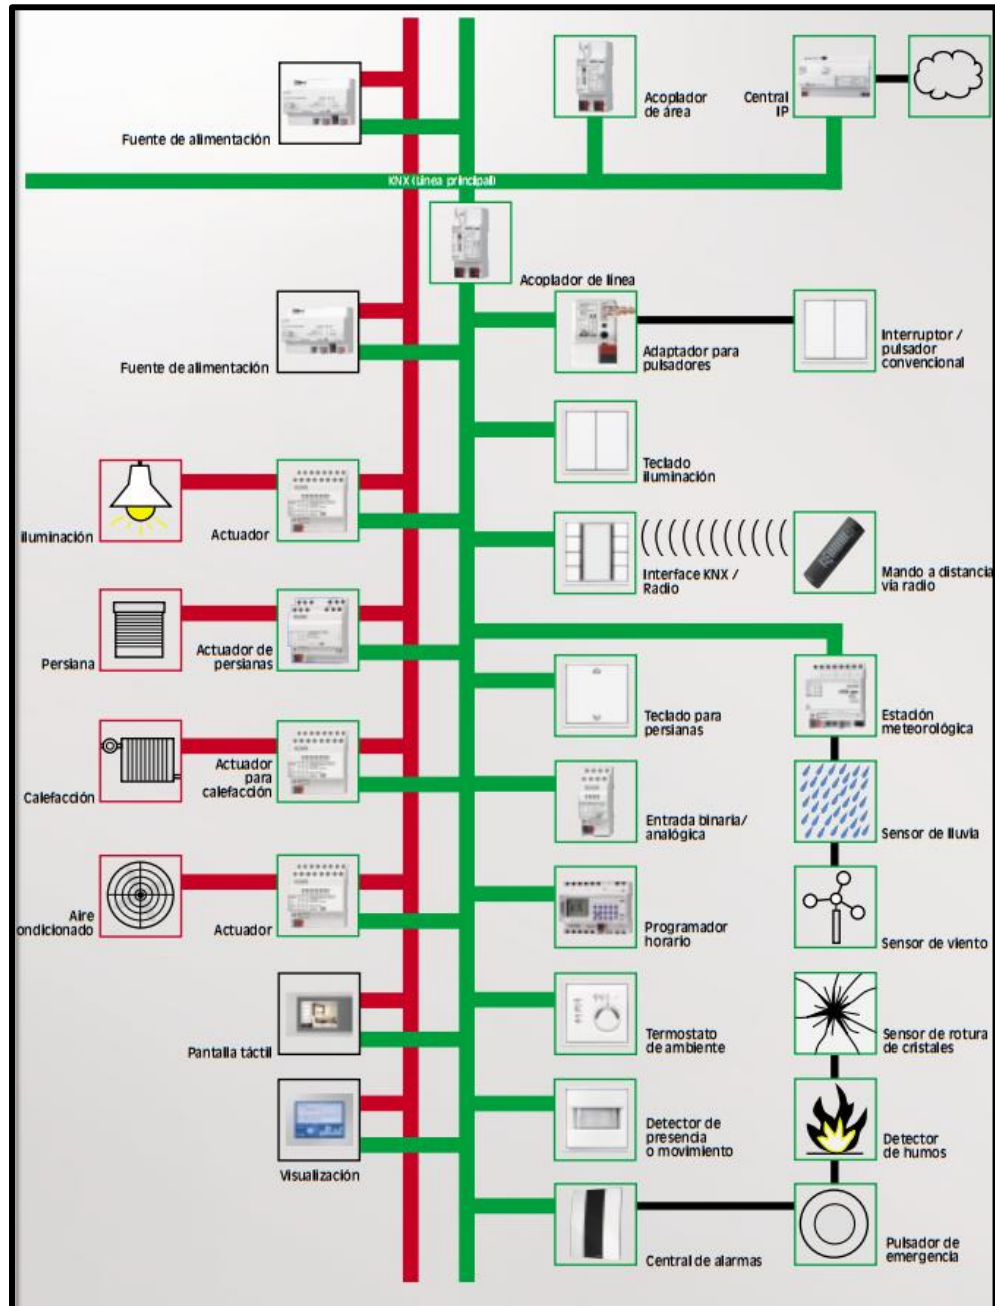 Fuente de alimentación
Acoplador
de área
Central
IP
KNX (Línea principal)
Acoplador de línea
Fuente de alimentación
Adaptador para
pulsadores
Interruptor /
pulsador
convencional
Teclado
iluminación
iluminación
Actuador
Interface KNX /
Radio
Mando a distancia
vía radio
Persiana
Actuador de
persianas
Teclado para
persianas
Estación
meteorológica
Calefacción
Actuador
para
calefacción
Entrada binaria/
analógica
Sensor de lluvia
Aire
ondicionado
Actuador
Programador
horario
Sensor de viento
Pantalla táctil
Termostato
de ambiente
Sensor de rotura
de cristales
Visualización
Detector de
presencia
o movimiento
Detector
de humos
Central de alarmas
Pulsador de
emergencia